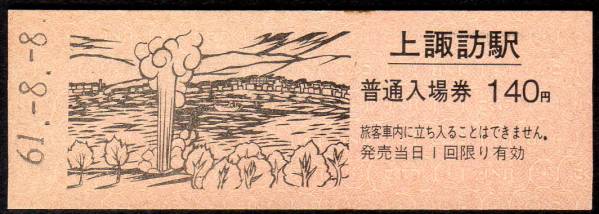 61.-8.-8.
上諏訪駅
普通入場券 140円
旅客車内に立ち入ることはできません。
発売当日1回限り有効